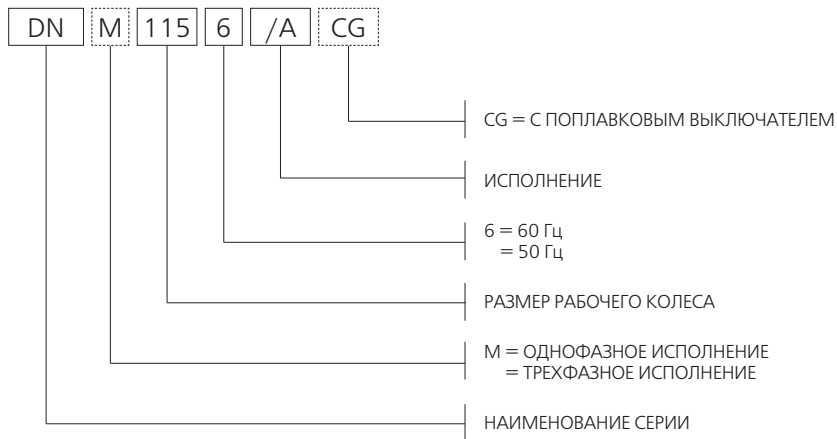 DN M 115 6 /A CG
CG = С ПОПЛАВКОВЫМ ВЫКЛЮЧАТЕЛЕМ
ИСПОЛНЕНИЕ
6 = 60 Гц
= 50 Гц
РАЗМЕР РАБОЧЕГО КОЛЕСА
M = ОДНОФАЗНОЕ ИСПОЛНЕНИЕ
= ТРЕХФАЗНОЕ ИСПОЛНЕНИЕ
НАИМЕНОВАНИЕ СЕРИИ